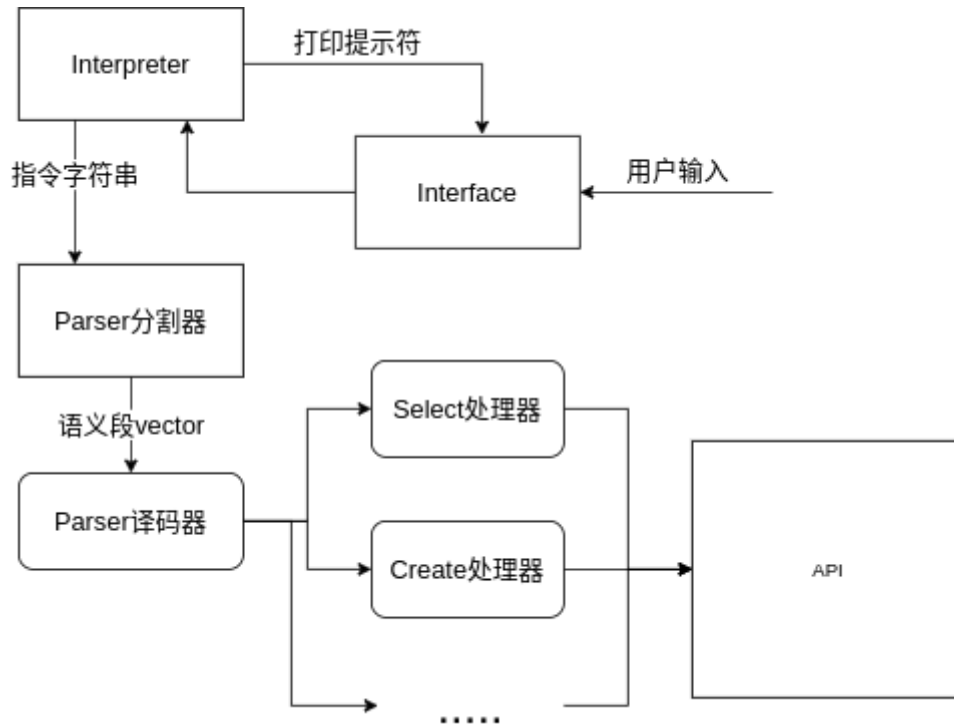 打印提示符
Interpreter
指令字符串
用户输入
Interface
Parser分割器
语义段vector
Select处理器
Parser译码器
Create处理器
API
.....